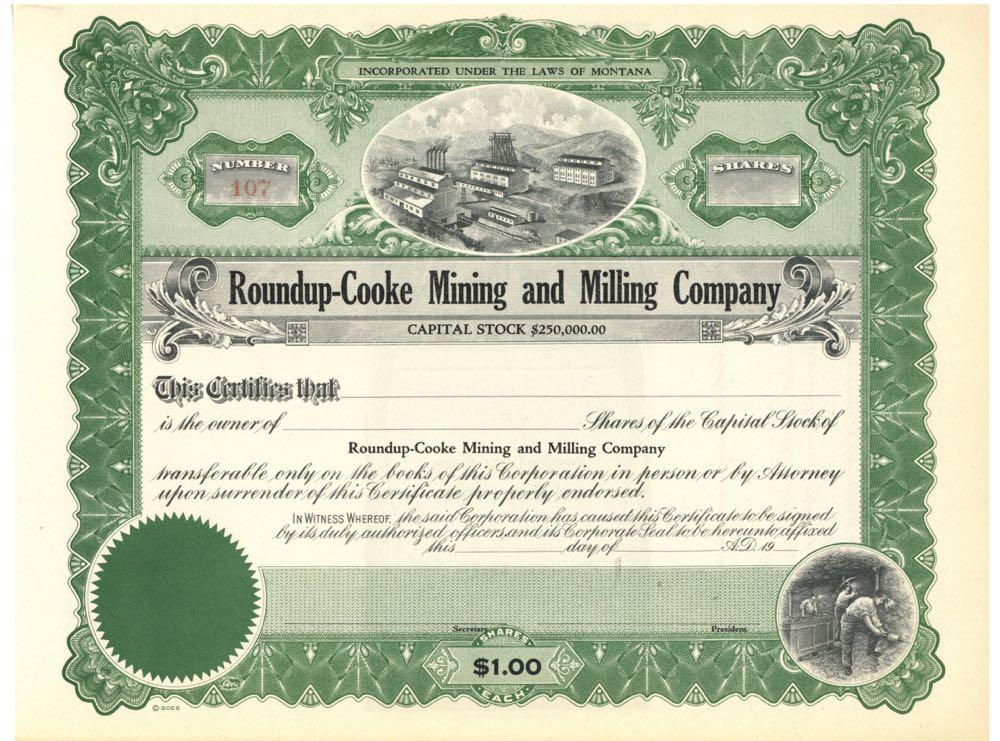 INCORPORATED UNDER THE LAWS OF MONTANA
NUMBER
107
SHARES
Roundup-Cooke Mining and Milling Company
CAPITAL STOCK $250,000.00
This Certifies that
is the owner of Shares of the Capital Stock of
Roundup-Cooke Mining and Milling Company
transferable only on the books of this Corporation in person or by Attorney
upon surrender of this Certificate properly endorsed.
IN WITNESS WHEREOF, the said Corporation has caused this Certificate to be signed
by its duly authorized officers and its Corporate Seal to be hereunto affixed
this day of A.D. 19
Secretary President
SHARES
$1.00
EACH
Goes
© GOES